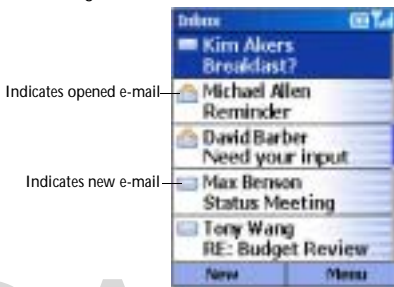 Inbox
Kim Akers
Breakfast?
Indicates opened e-mail
Michael Allen
Reminder
David Barber
Need your input
Indicates new e-mail
Max Benson
Status Meeting
Tony Wang
RE: Budget Review
New
Menu